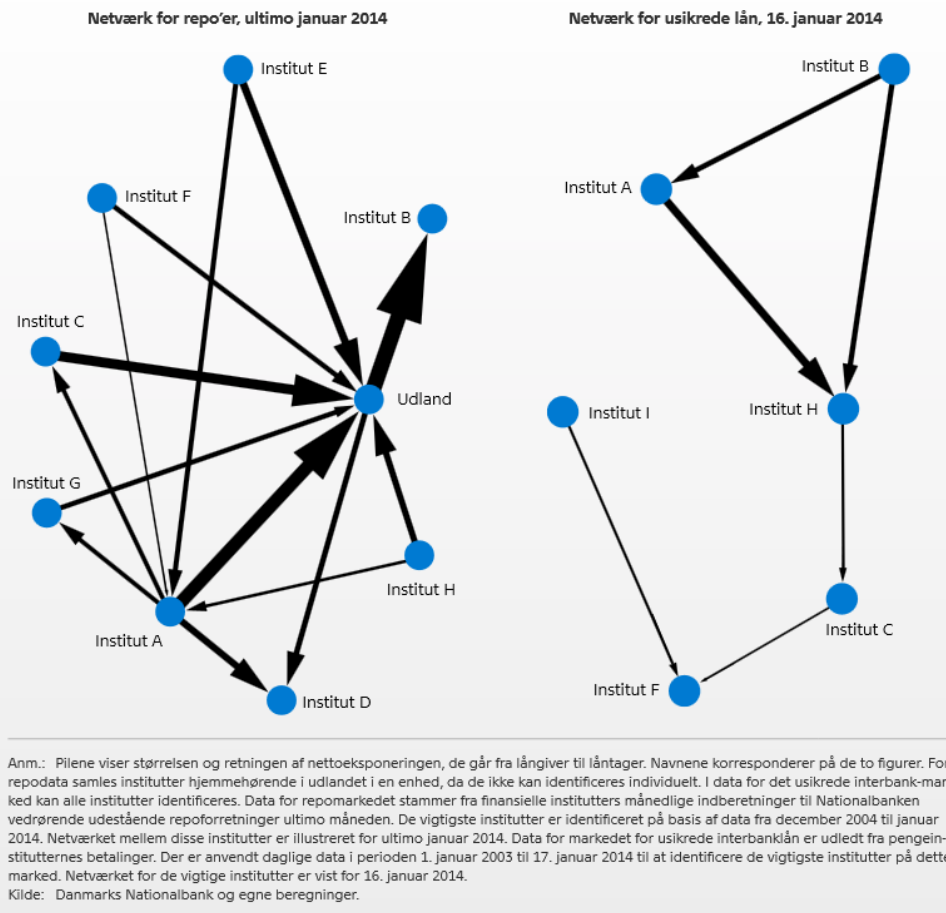 Netværk for repo’er, ultimo januar 2014
Netværk for usikrede lån, 16. januar 2014
Institut E
Institut F
Institut B
Institut C
Udland
Institut G
Institut H
Institut A
Institut D
Institut B
Institut A
Institut I
Institut H
Institut C
Institut F
Anm.: Pilene viser størrelsen og retningen af nettoeksponeringen, de går fra långiver til låntager. Navnene korresponderer på de to figurer. For
repodata samles institutter hjemmehørende i udlandet i en enhed, da de ikke kan identificeres individuelt. I data for det usikrede interbank-mar-
ked kan alle institutter identificeres. Data for repomarkedet stammer fra finansielle institutters månedlige indberetninger til Nationalbanken
vedrørende udestående repoforretninger ultimo måneden. De vigtigste institutter er identificeret på basis af data fra december 2004 til januar
2014. Netværket mellem disse institutter er illustreret for ultimo januar 2014. Data for markedet for usikrede interbanklån er udledt fra pengein-
stitutternes betalinger. Der er anvendt daglige data i perioden 1. januar 2003 til 17. januar 2014 til at identificere de vigtigste institutter på dette
marked. Netværket for de vigtige institutter er vist for 16. januar 2014.
Kilde: Danmarks Nationalbank og egne beregninger.